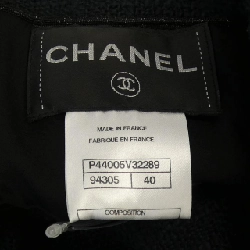 CHANEL
MADE IN FRANCE
FABRIQUE EN FRANCE
P44005V32289
94305 40
COMPOSITION